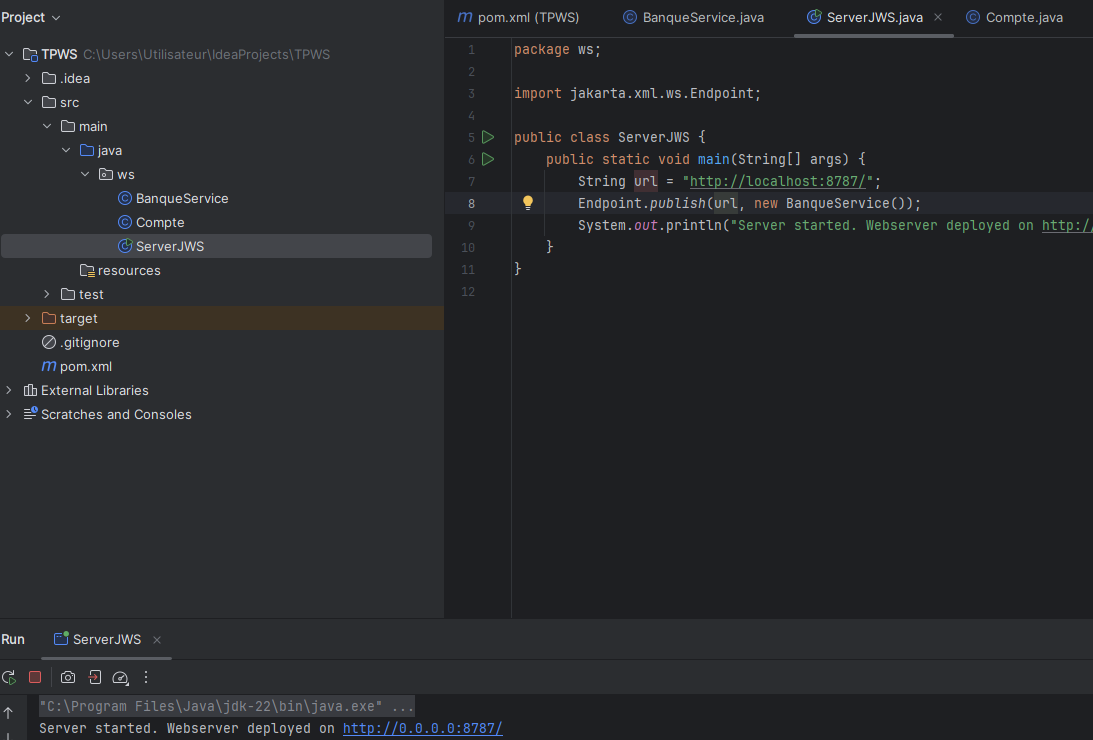 Project
TPWS C:\Users\Utilisateur\IdeaProjects\TPWS
.idea
src
main
java
ws
BanqueService
Compte
ServerJWS
resources
test
target
.gitignore
m pom.xml
External Libraries
Scratches and Consoles
m pom.xml (TPWS) BanqueService.java ServerJWS.java Compte.java
1 package ws;
2
3 import jakarta.xml.ws.Endpoint;
4
5 public class ServerJWS {
6 public static void main(String[] args) {
7 String url = "http://localhost:8787/";
8 Endpoint.publish(url, new BanqueService());
9 System.out.println("Server started. Webserver deployed on http://
10 }
11 }
12
Run ServerJWS
"C:\Program Files\Java\jdk-22\bin\java.exe" ...
Server started. Webserver deployed on http://0.0.0.0:8787/